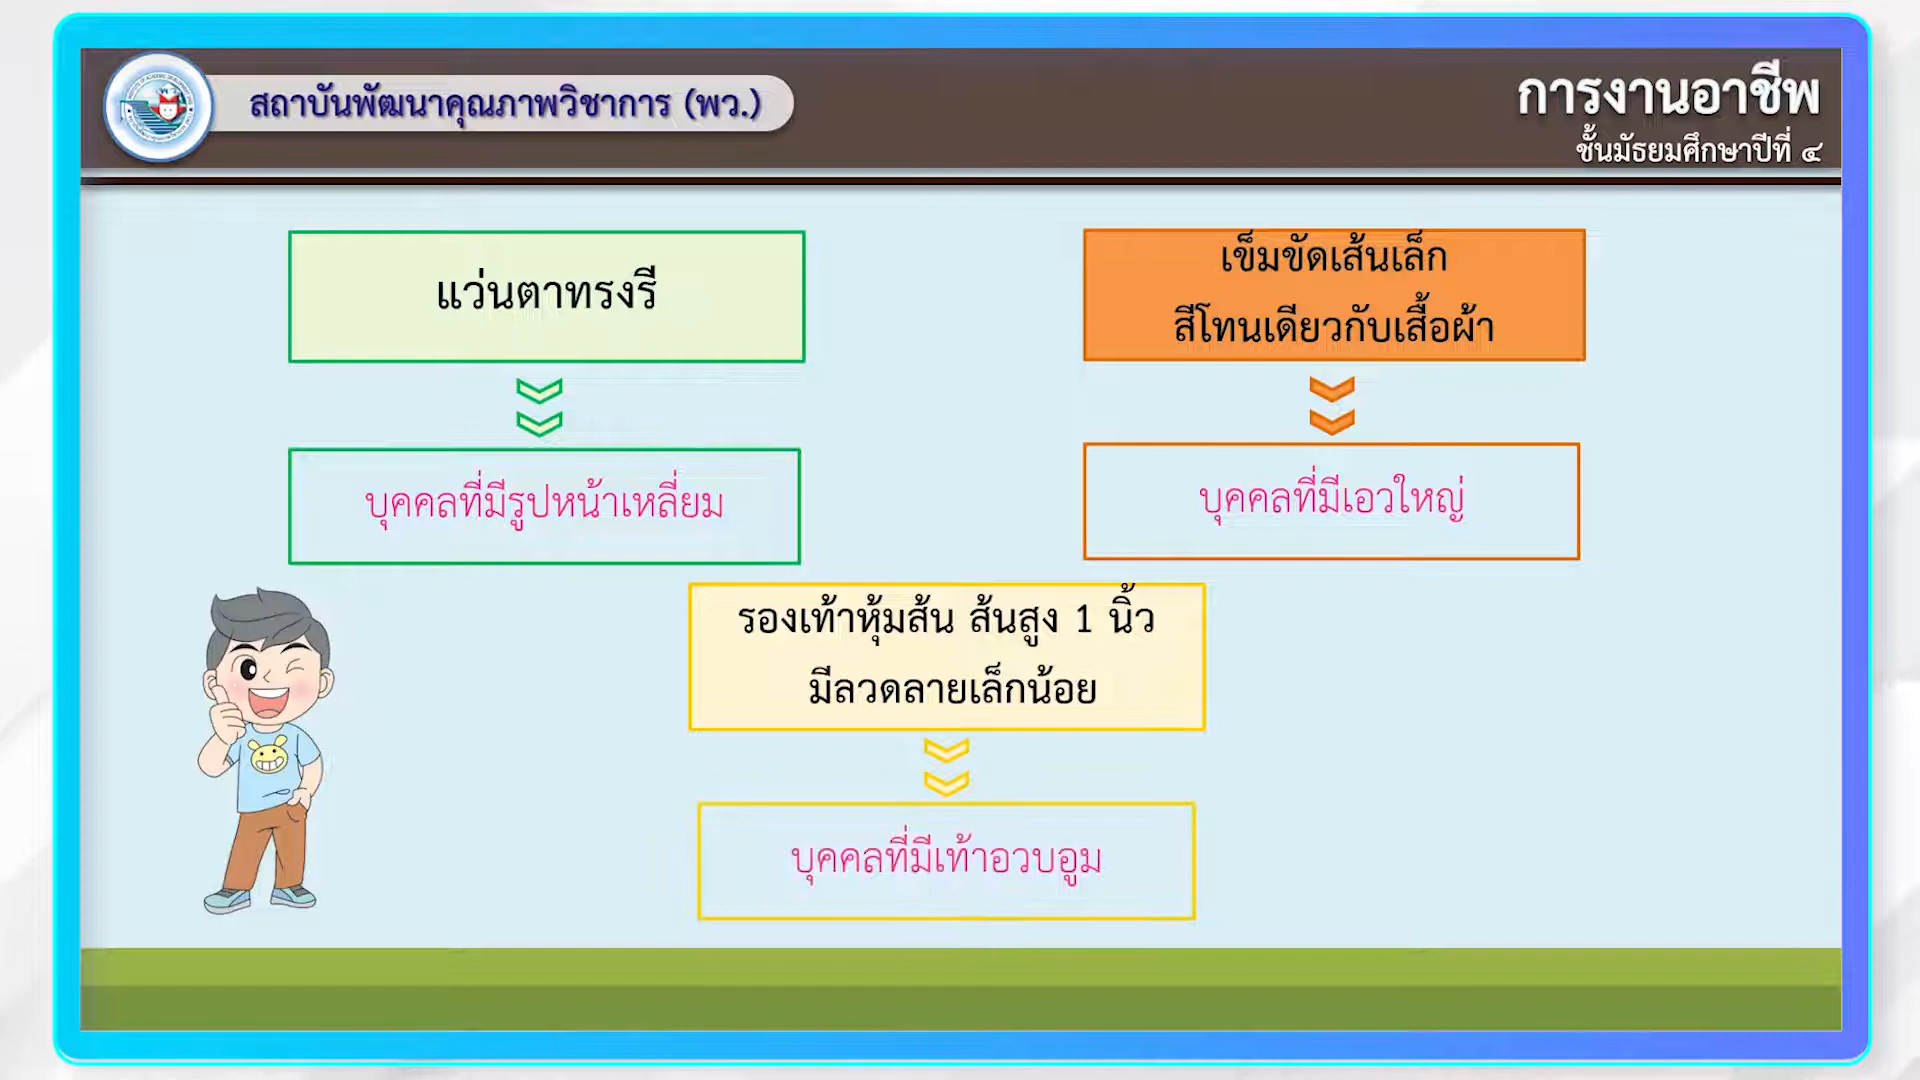 สถาบันพัฒนาคุณภาพวิชาการ (พว.)
การงานอาชีพ
ชั้นมัธยมศึกษาปีที่ ๔
แว่นตาทรงรี
บุคคลที่มีรูปหน้าเหลี่ยม
เข็มขัดเส้นเล็ก
สีโทนเดียวกับเสื้อผ้า
บุคคลที่มีเอวใหญ่
รองเท้าหุ้มส้น ส้นสูง 1 นิ้ว
มีลวดลายเล็กน้อย
บุคคลที่มีเท้าอวบอูม